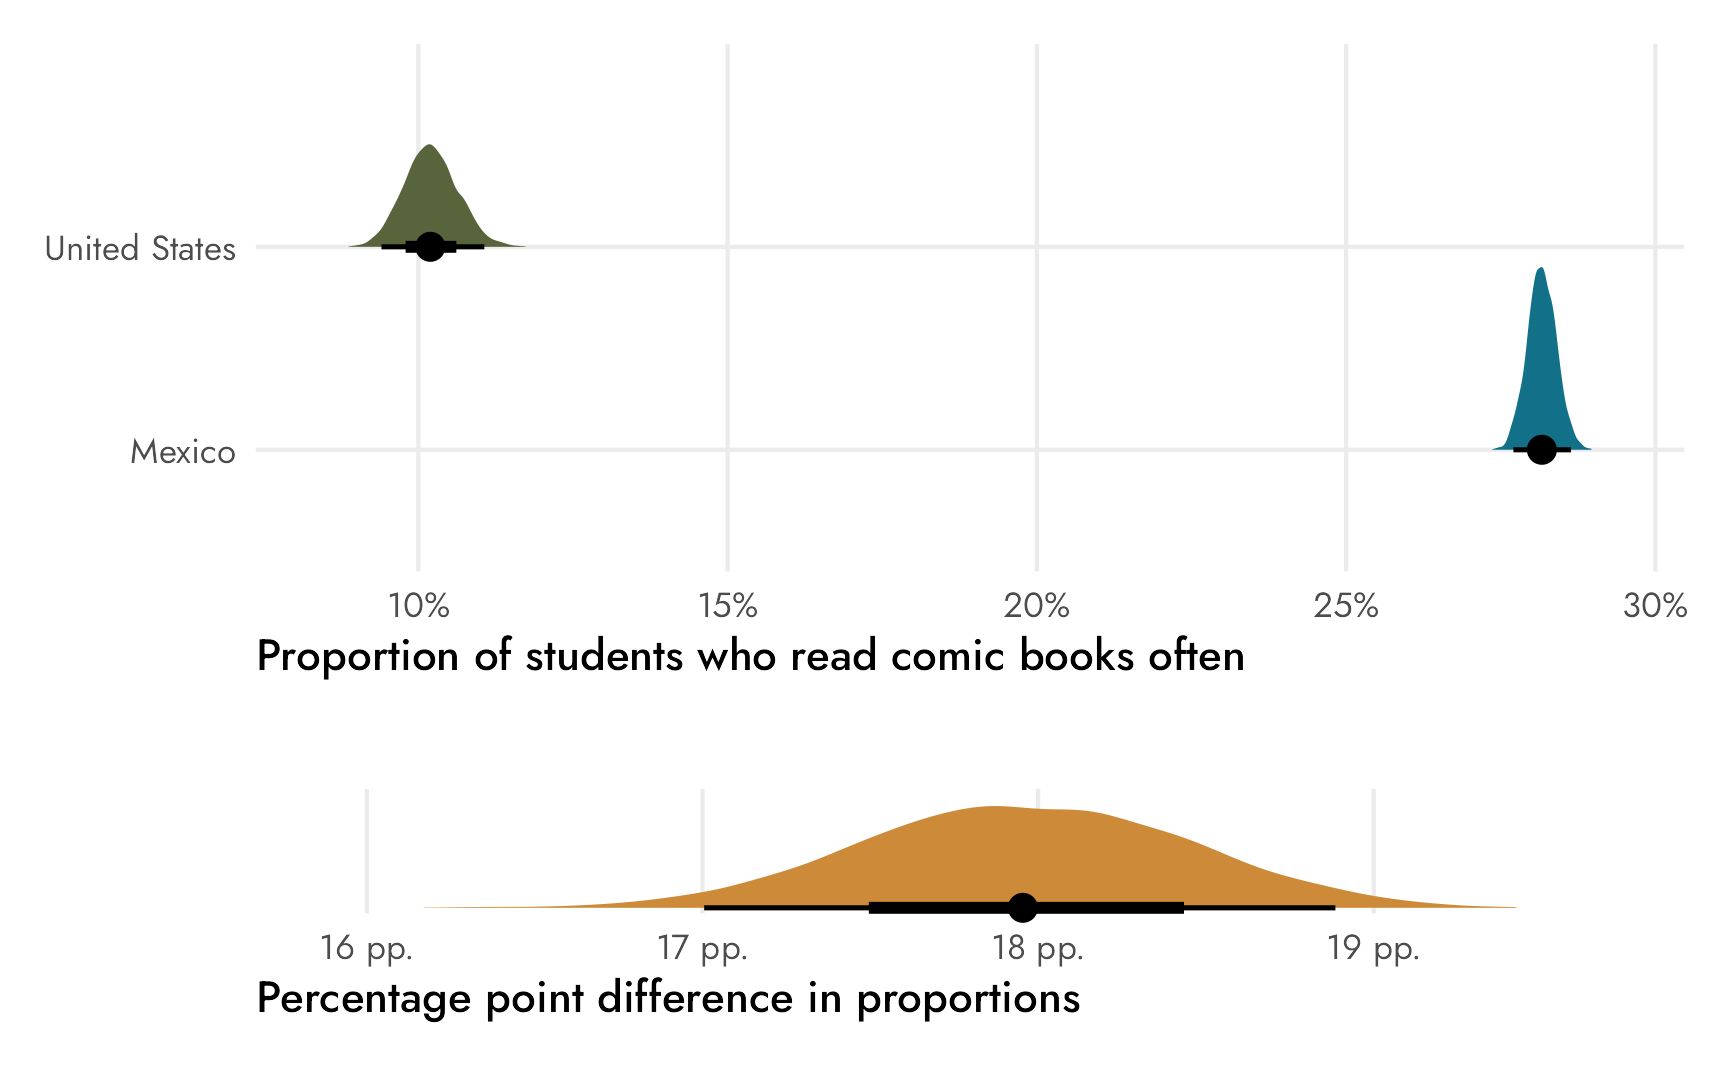 United States
Mexico
10% 15% 20% 25% 30%
Proportion of students who read comic books often
16 pp. 17 pp. 18 pp. 19 pp.
Percentage point difference in proportions